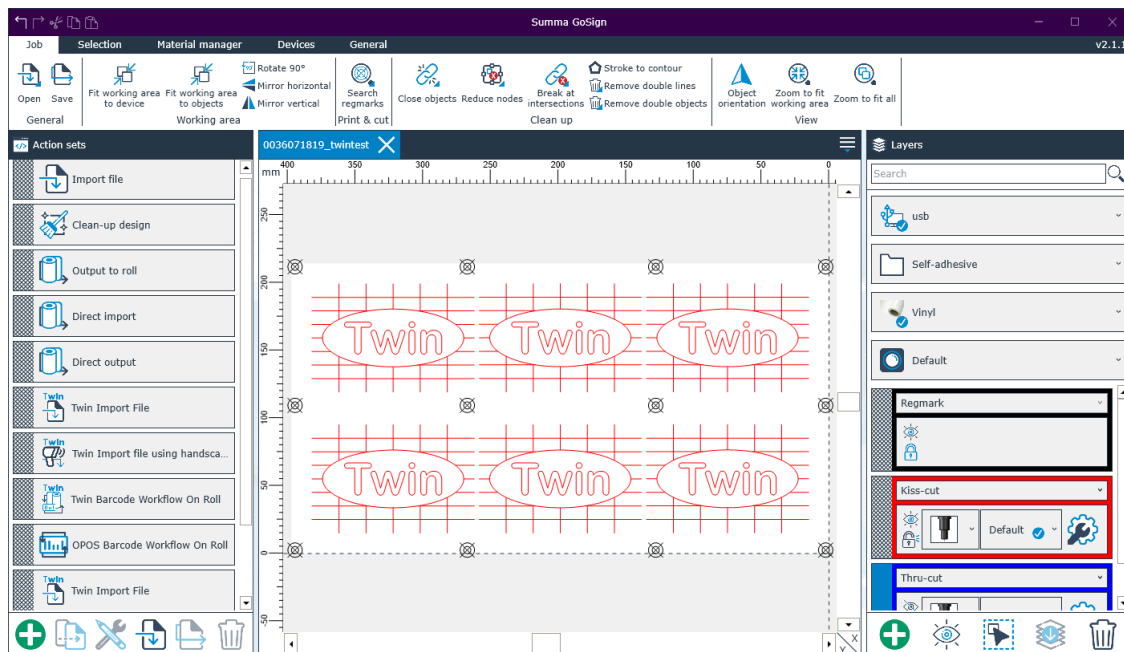 Summa GoSign
Job Selection Material manager Devices General v2.1.1
Open Save
General
Fit working area to device
Fit working area to objects
Rotate 90°
Mirror horizontal
Mirror vertical
Working area
Search regmarks
Print & cut
Close objects
Reduce nodes
Break at intersections
Stroke to contour
Remove double lines
Remove double objects
Clean up
Object orientation
Zoom to fit working area
Zoom to fit all
View
Action sets
Import file
Clean-up design
Output to roll
Direct import
Direct output
Twin Twin Import File
Twin Twin Import file using handsca...
Twin Twin Barcode Workflow On Roll
OPOS Barcode Workflow On Roll
Twin Twin Import File
0036071819_twintest
mm 400 350 300 250 200 150 100 50 0
250
200
150
100
50
0
-50
Twin Twin Twin
Twin Twin Twin
X
Y
Layers
Search
usb
Self-adhesive
Vinyl
Default
Regmark
Kiss-cut
Default
Thru-cut